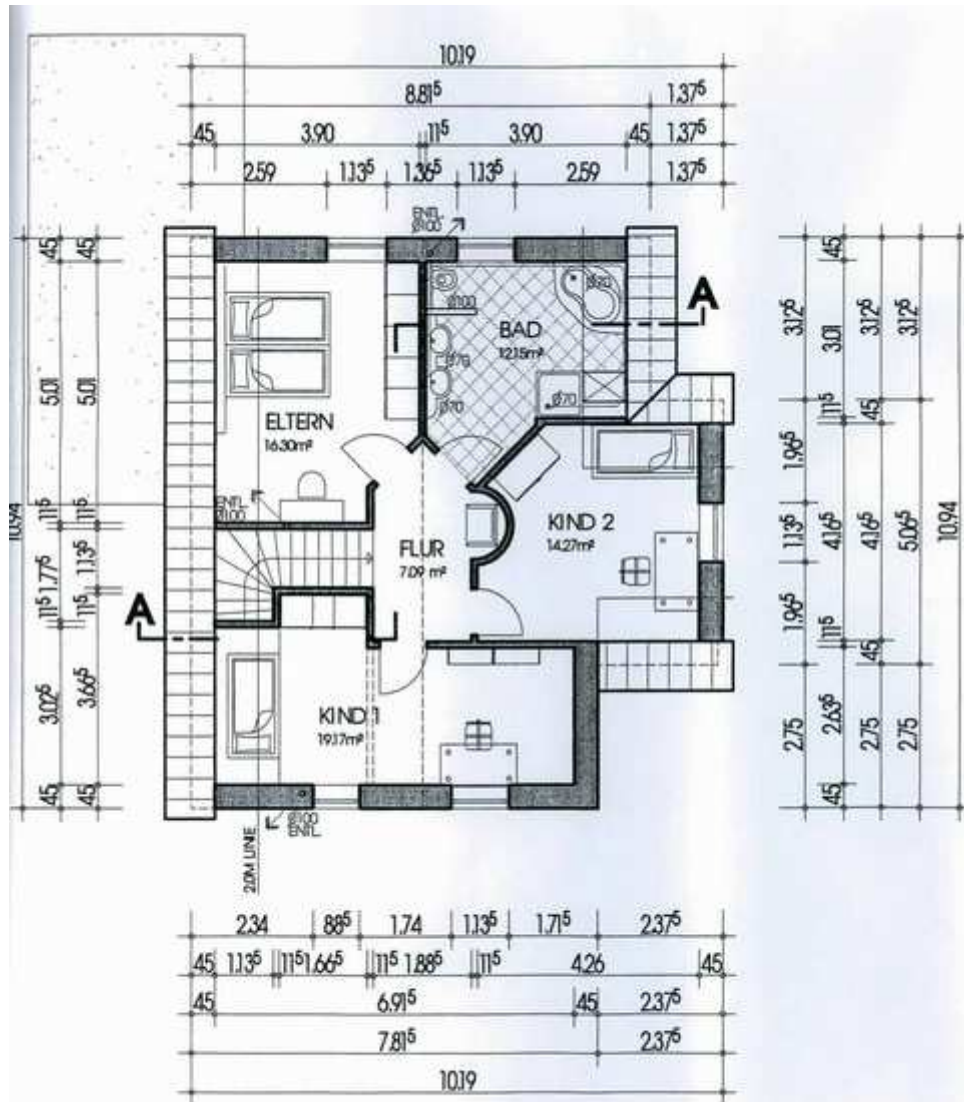 10.19
8.81⁵ 1.37⁵
45 3.90 11⁵ 3.90 45 1.37⁵
2.59 1.13⁵ 1.36⁵ 1.13⁵ 2.59 1.37⁵
ENTL.
Ø100
A
BAD
12.15m²
Ø100
Ø70
Ø70
Ø70
ELTERN
16.30m²
ENTL.
Ø100
KIND 2
14.27m²
FLUR
7.09 m²
A
KIND 1
19.17m²
Ø100
ENTL.
2.0M LINIE
10.94
45 5.01 11⁵ 1.77⁵ 11⁵ 3.02⁵ 45
45 5.01 11⁵ 1.13⁵ 11⁵ 3.66⁵ 45
3.12⁵ 1.96⁵ 1.13⁵ 1.96⁵ 2.75
45 3.01 11⁵ 4.16⁵ 11⁵ 2.63⁵ 45
3.12⁵ 45 4.16⁵ 45 2.75
3.12⁵ 5.06⁵ 2.75
10.94
2.34 88⁵ 1.74 1.13⁵ 1.71⁵ 2.37⁵
45 1.13⁵ 11⁵ 1.66⁵ 11⁵ 1.88⁵ 11⁵ 4.26 45
45 6.91⁵ 45 2.37⁵
7.81⁵ 2.37⁵
10.19